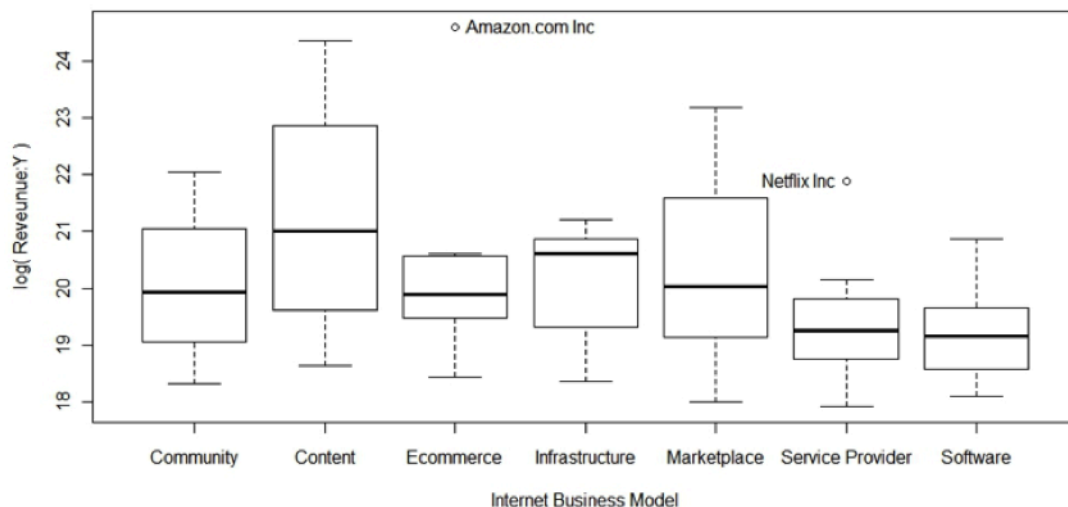 Amazon.com Inc
24
23
22
21
20
19
18
log( Reveunue:Y )
Netflix Inc
Community Content Ecommerce Infrastructure Marketplace Service Provider Software
Internet Business Model